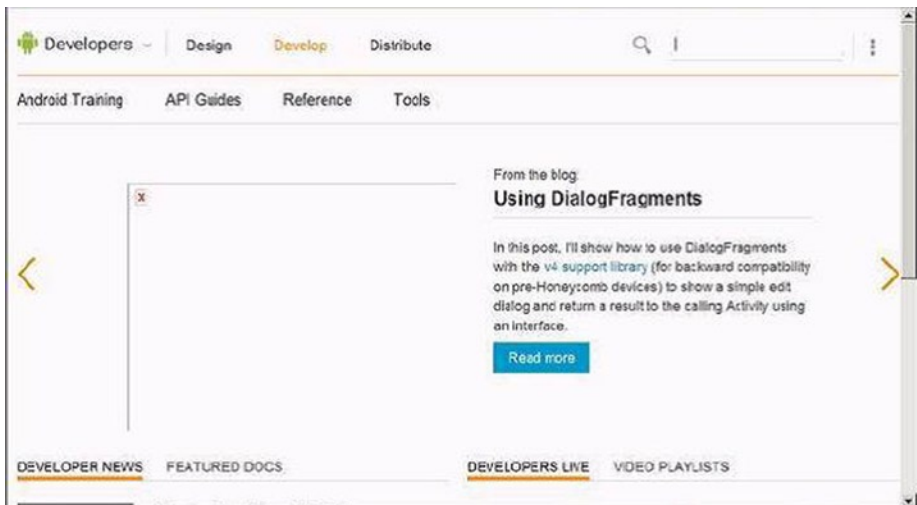 Developers Design Develop Distribute
Android Training API Guides Reference Tools
From the blog:
Using DialogFragments
In this post, I'll show how to use DialogFragments
with the v4 support library (for backward compatibility
on pre-Honeycomb devices) to show a simple edit
dialog and return a result to the calling Activity using
an interface.
Read more
DEVELOPER NEWS FEATURED DOCS
DEVELOPERS LIVE VIDEO PLAYLISTS